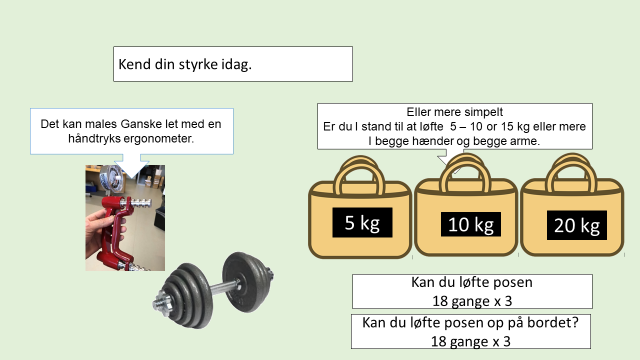 Kend din styrke idag.
Det kan males Ganske let med en
håndtryks ergonometer.
Eller mere simpelt
Er du I stand til at løfte 5 – 10 or 15 kg eller mere
I begge hænder og begge arme.
5 kg
10 kg
20 kg
Kan du løfte posen
18 gange x 3
Kan du løfte posen op på bordet?
18 gange x 3